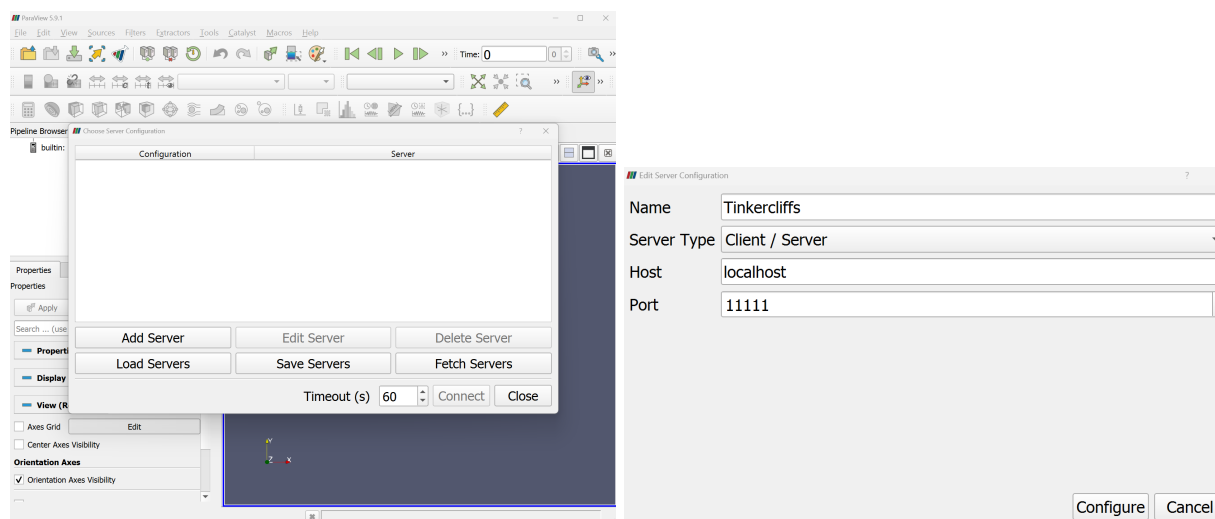 ParaView 5.9.1
File Edit View Sources Filters Extractors Tools Catalyst Macros Help
Time: 0 0
Pipeline Browser
builtin:
Choose Server Configuration ?
Configuration Server
Add Server Edit Server Delete Server
Load Servers Save Servers Fetch Servers
Timeout (s) 60 Connect Close
Properties
Properties
Apply
Search ... (use
Properti
Display
View (R
Axes Grid Edit
Center Axes Visibility
Orientation Axes
Orientation Axes Visibility
Y
Z X
Edit Server Configuration ?
Name Tinkercliffs
Server Type Client / Server
Host localhost
Port 11111
Configure Cancel